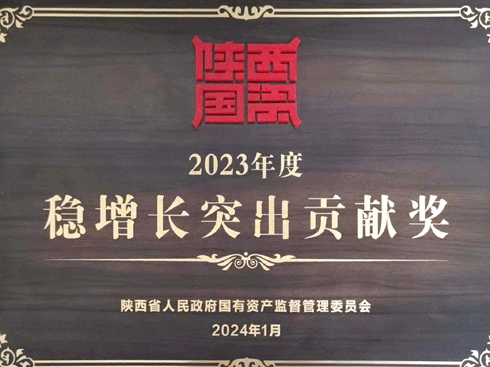 陕西
国资
2023年度
稳增长突出贡献奖
陕西省人民政府国有资产监督管理委员会
2024年1月